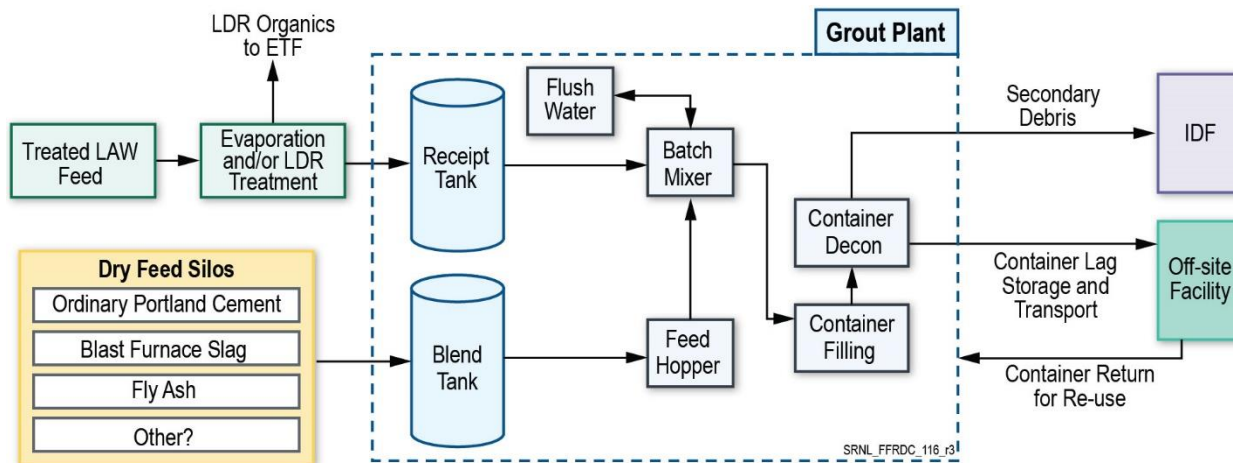 LDR Organics
to ETF
Grout Plant
Treated LAW
Feed
Evaporation
and/or LDR
Treatment
Receipt
Tank
Flush
Water
Batch
Mixer
Secondary
Debris
IDF
Container
Decon
Container Lag
Storage and
Transport
Off-site
Facility
Dry Feed Silos
Ordinary Portland Cement
Blast Furnace Slag
Fly Ash
Other?
Blend
Tank
Feed
Hopper
Container
Filling
Container Return
for Re-use
SRNL_FFRDC_116_r3